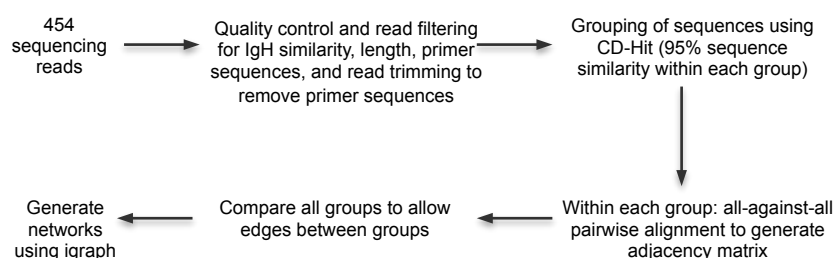 454
sequencing
reads
Quality control and read filtering
for IgH similarity, length, primer
sequences, and read trimming to
remove primer sequences
Grouping of sequences using
CD-Hit (95% sequence
similarity within each group)
Within each group: all-against-all
pairwise alignment to generate
adjacency matrix
Compare all groups to allow
edges between groups
Generate
networks
using igraph